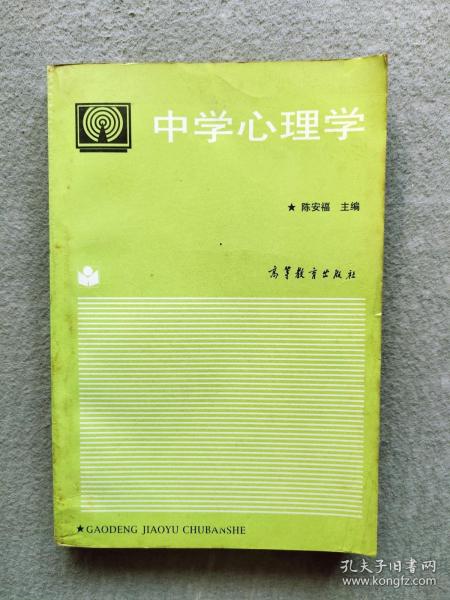 中学心理学
★ 陈安福 主编
高等教育出版社
★GAODENG JIAOYU CHUBANSHE
孔夫子旧书网
www.kongfz.com